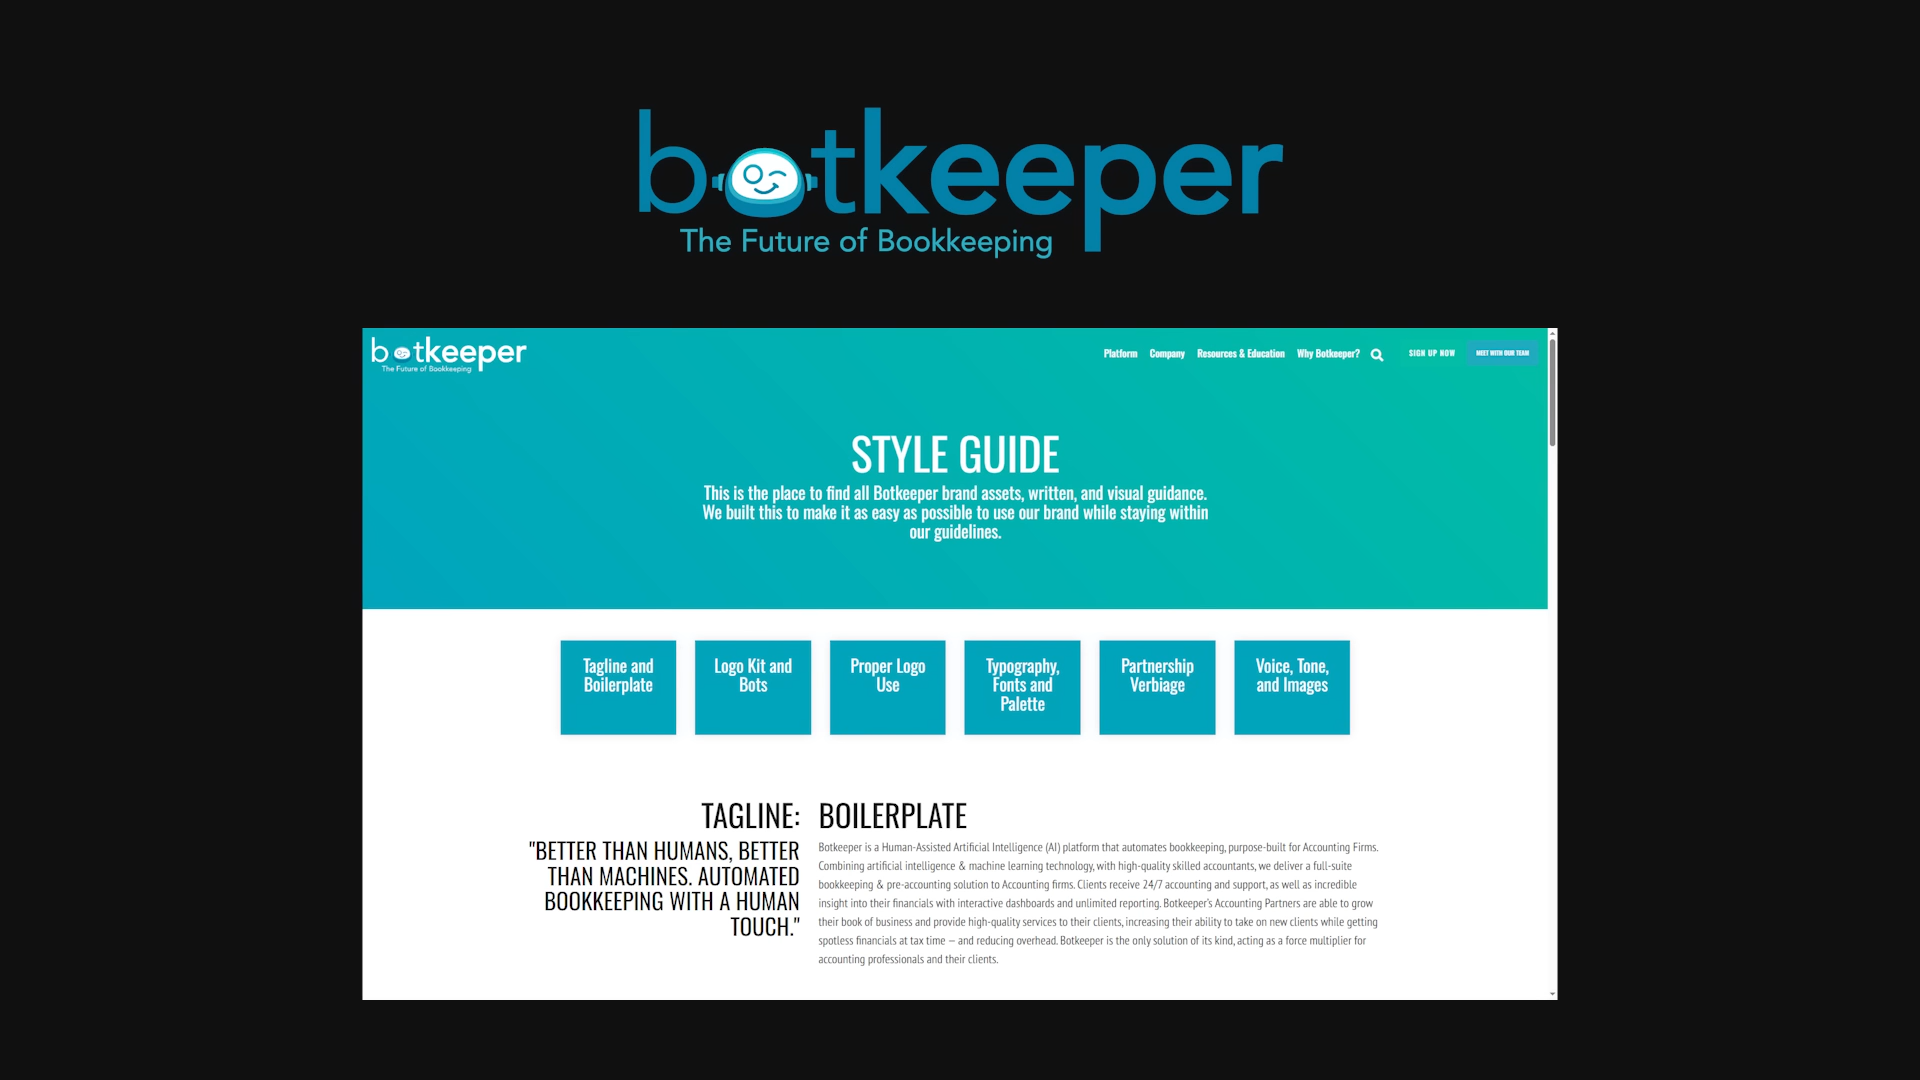 botkeeper
The Future of Bookkeeping
botkeeper
The Future of Bookkeeping
Platform Company Resources & Education Why Botkeeper? SIGN UP NOW MEET WITH OUR TEAM
STYLE GUIDE
This is the place to find all Botkeeper brand assets, written, and visual guidance.
We built this to make it as easy as possible to use our brand while staying within
our guidelines.
Tagline and
Boilerplate
Logo Kit and
Bots
Proper Logo
Use
Typography,
Fonts and
Palette
Partnership
Verbiage
Voice, Tone,
and Images
TAGLINE:
"BETTER THAN HUMANS, BETTER
THAN MACHINES. AUTOMATED
BOOKKEEPING WITH A HUMAN
TOUCH."
BOILERPLATE
Botkeeper is a Human-Assisted Artificial Intelligence (AI) platform that automates bookkeeping, purpose-built for Accounting Firms.
Combining artificial intelligence & machine learning technology, with high-quality skilled accountants, we deliver a full-suite
bookkeeping & pre-accounting solution to Accounting firms. Clients receive 24/7 accounting and support, as well as incredible
insight into their financials with interactive dashboards and unlimited reporting. Botkeeper's Accounting Partners are able to grow
their book of business and provide high-quality services to their clients, increasing their ability to take on new clients while getting
spotless financials at tax time — and reducing overhead. Botkeeper is the only solution of its kind, acting as a force multiplier for
accounting professionals and their clients.